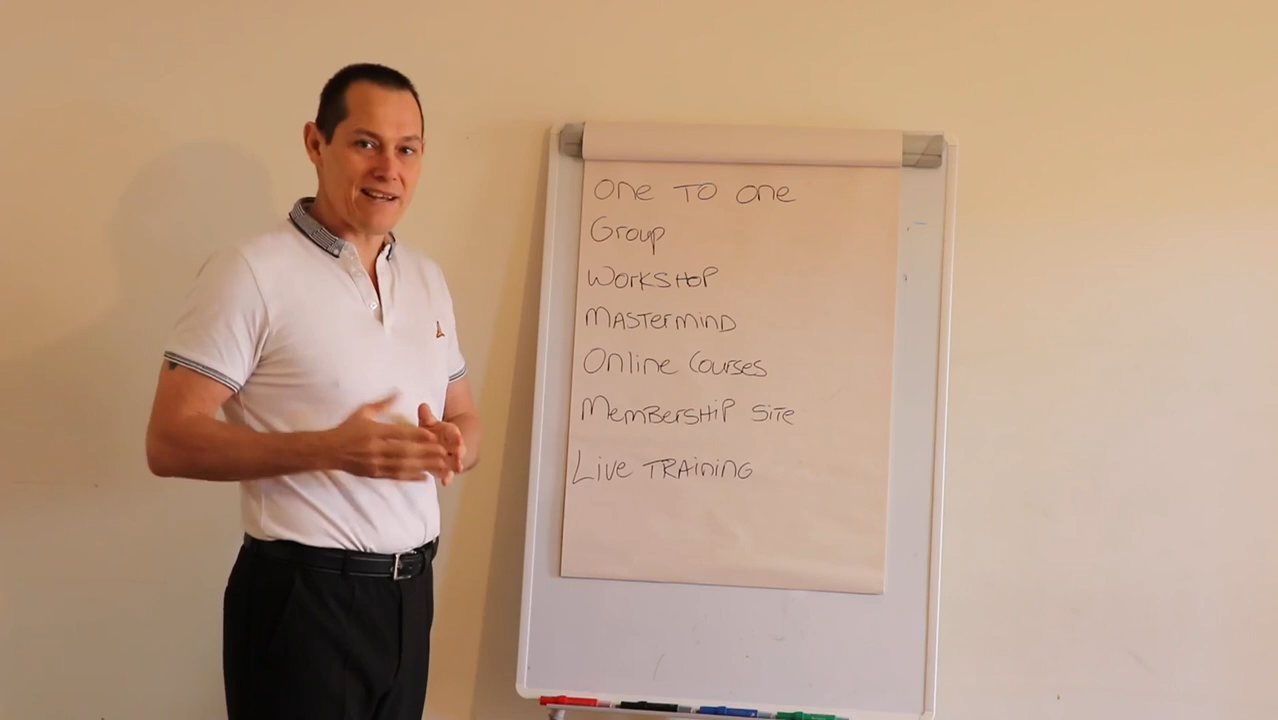 One TO One
Group
WORKSHOP
MASTERMIND
Online Courses
MemBERSHiP SiTe
Live TRAINING